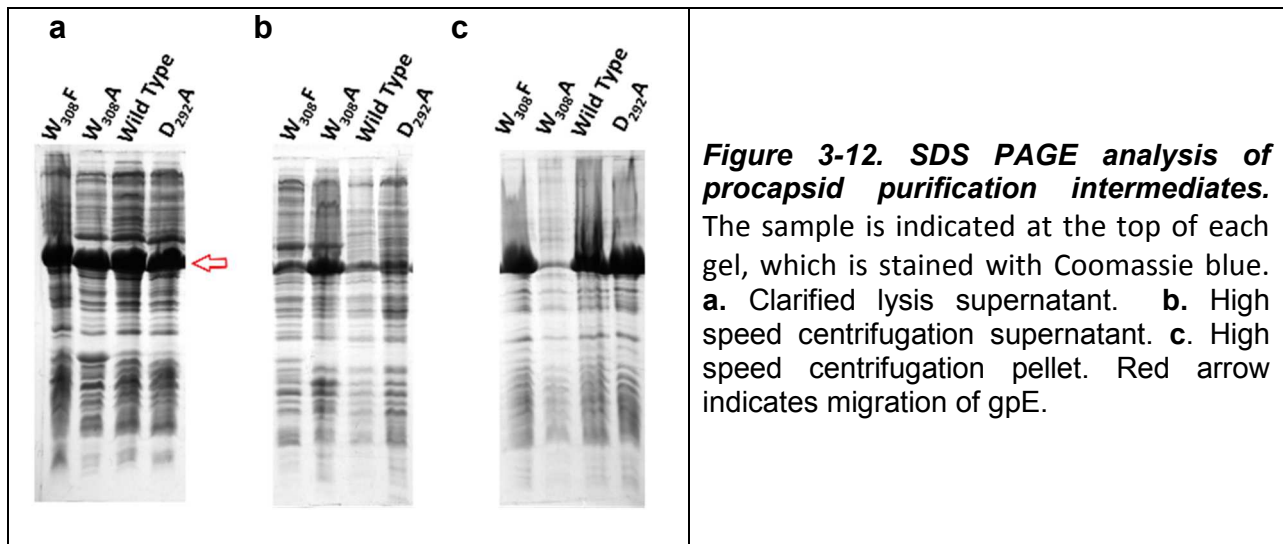 a
W308F W308A Wild Type D292A
b
W308F W308A Wild Type D292A
c
W308F W308A Wild Type D292A
Figure 3-12. SDS PAGE analysis of
procapsid purification intermediates.
The sample is indicated at the top of each
gel, which is stained with Coomassie blue.
a. Clarified lysis supernatant. b. High
speed centrifugation supernatant. c. High
speed centrifugation pellet. Red arrow
indicates migration of gpE.